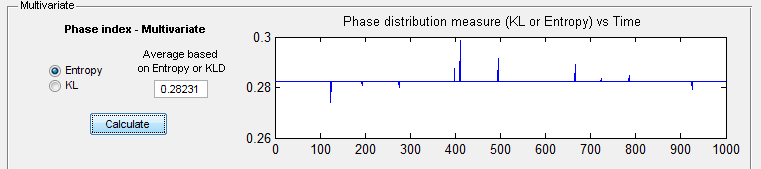 Multivariate
Phase index - Multivariate
Average based
on Entropy or KLD
Entropy
KL
0.28231
Calculate
Phase distribution measure (KL or Entropy) vs Time
0.3
0.28
0.26
0 100 200 300 400 500 600 700 800 900 1000